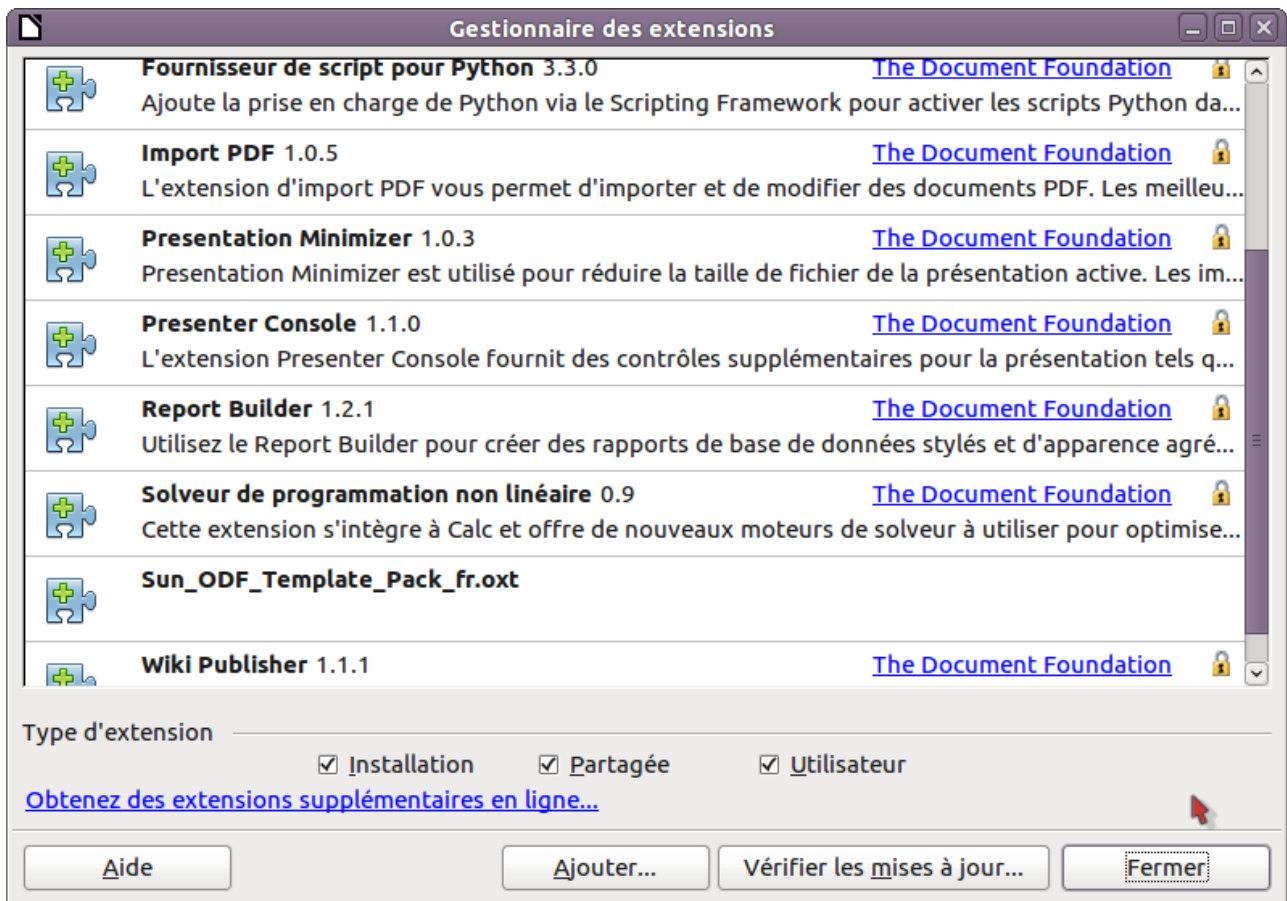 Gestionnaire des extensions
Fournisseur de script pour Python 3.3.0 The Document Foundation
Ajoute la prise en charge de Python via le Scripting Framework pour activer les scripts Python da...
Import PDF 1.0.5 The Document Foundation
L'extension d'import PDF vous permet d'importer et de modifier des documents PDF. Les meilleu...
Presentation Minimizer 1.0.3 The Document Foundation
Presentation Minimizer est utilisé pour réduire la taille de fichier de la présentation active. Les im...
Presenter Console 1.1.0 The Document Foundation
L'extension Presenter Console fournit des contrôles supplémentaires pour la présentation tels q...
Report Builder 1.2.1 The Document Foundation
Utilisez le Report Builder pour créer des rapports de base de données stylés et d'apparence agré...
Solveur de programmation non linéaire 0.9 The Document Foundation
Cette extension s'intègre à Calc et offre de nouveaux moteurs de solveur à utiliser pour optimise...
Sun_ODF_Template_Pack_fr.oxt
Wiki Publisher 1.1.1 The Document Foundation
Type d'extension
Installation Partagée Utilisateur
Obtenez des extensions supplémentaires en ligne...
Aide Ajouter... Vérifier les mises à jour... Fermer